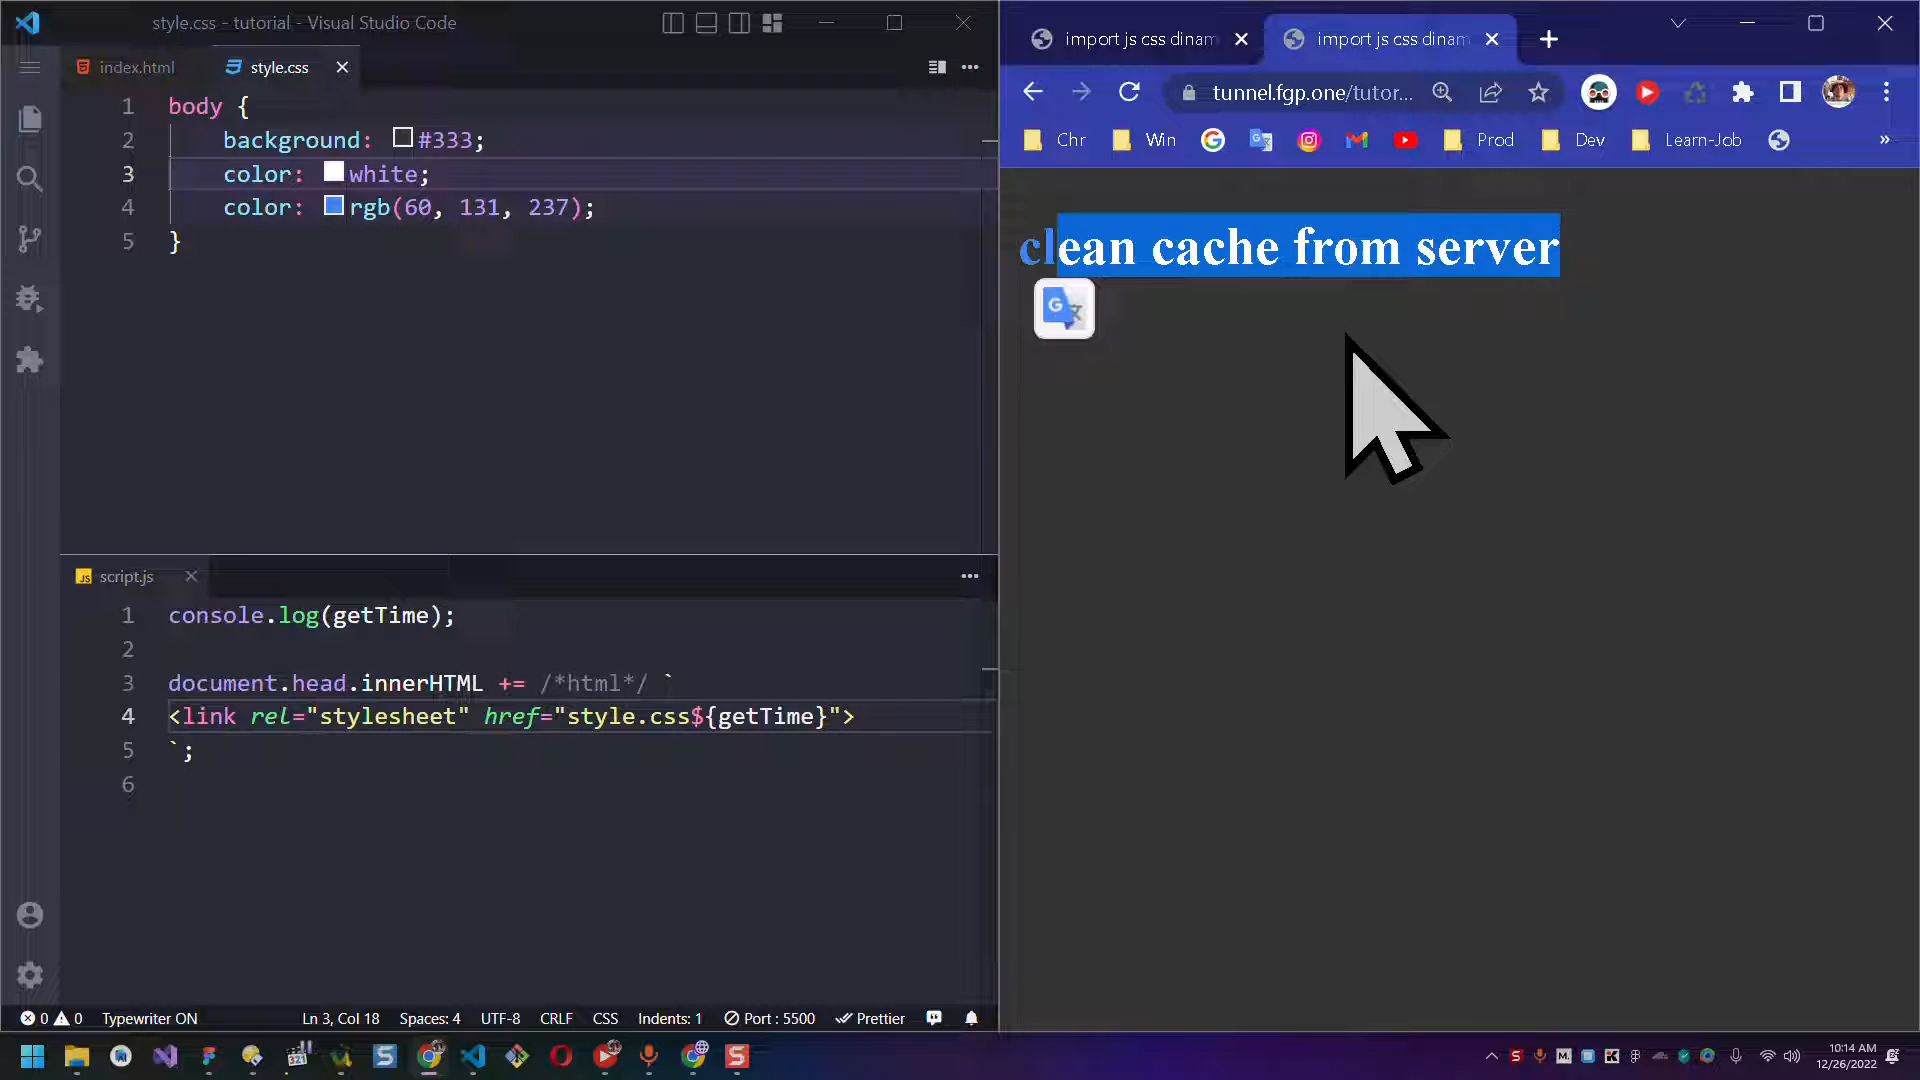 style.css - tutorial - Visual Studio Code
index.html
style.css
1 body {
2 background: #333;
3 color: white;
4 color: rgb(60, 131, 237);
5 }
JS script.js
1 console.log(getTime);
2
3 document.head.innerHTML += /*html*/ `
4 <link rel="stylesheet" href="style.css${getTime}">
5 `;
6
0 0 Typewriter ON Ln 3, Col 18 Spaces: 4 UTF-8 CRLF CSS Indents: 1 Port : 5500 Prettier
import js css dinam
import js css dinam
tunnel.fgp.one/tutor...
Chr Win Prod Dev Learn-Job »
clean cache from server
10:14 AM
12/26/2022